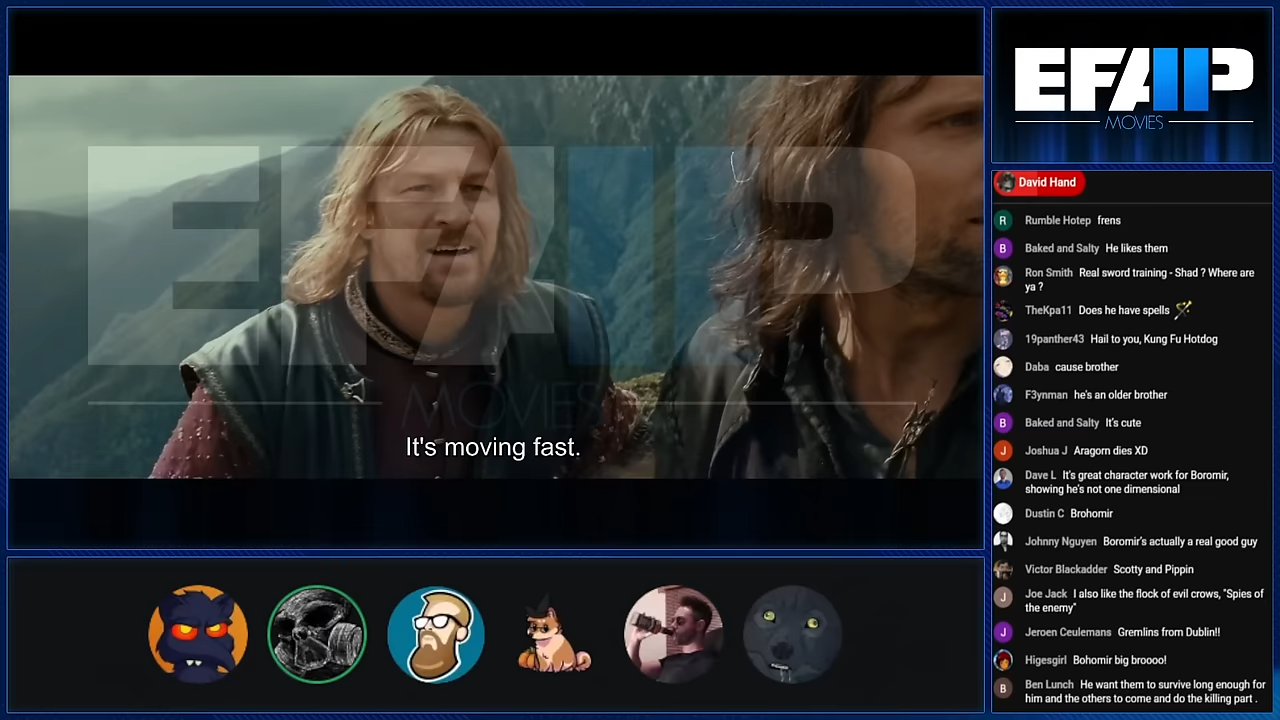 EFAP
MOVIES
It's moving fast.
EFAP
MOVIES
David Hand
R Rumble Hotep frens
B Baked and Salty He likes them
Ron Smith Real sword training - Shad ? Where are
ya ?
TheKpa11 Does he have spells
19panther43 Hail to you, Kung Fu Hotdog
Daba cause brother
F3ynman he's an older brother
B Baked and Salty It's cute
J Joshua J Aragorn dies XD
Dave L It's great character work for Boromir,
showing he's not one dimensional
Dustin C Brohomir
Johnny Nguyen Boromir's actually a real good guy
Victor Blackadder Scotty and Pippin
J Joe Jack I also like the flock of evil crows, "Spies of
the enemy"
J Jeroen Ceulemans Gremlins from Dublin!!
Higesgirl Bohomir big broooo!
B Ben Lunch He want them to survive long enough for
him and the others to come and do the killing part .